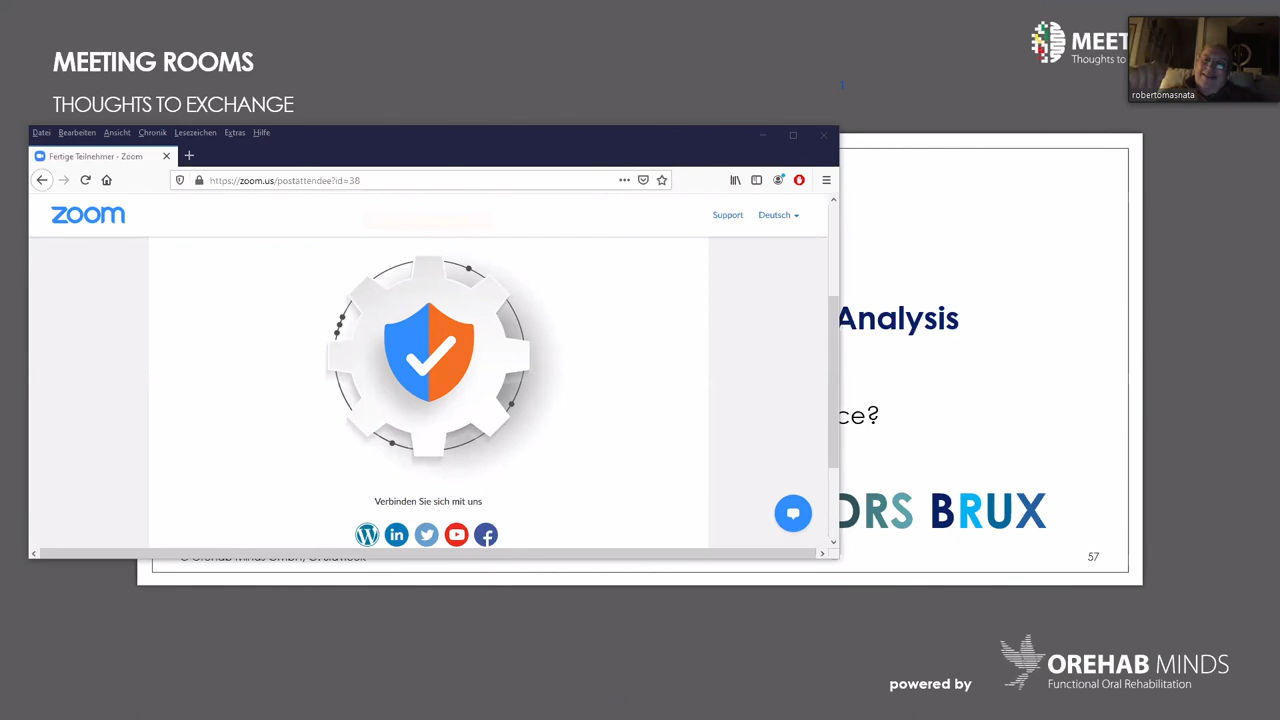 MEETING ROOMS
THOUGHTS TO EXCHANGE
MEET
Thoughts to
robertomasnata
Datei Bearbeiten Ansicht Chronik Lesezeichen Extras Hilfe
Fertige Teilnehmer - Zoom
https://zoom.us/postattendee?id=38
zoom
Support Deutsch
Analysis
ce?
Verbinden Sie sich mit uns
DRS BRUX
57
OREHAB MINDS
Functional Oral Rehabilitation
powered by